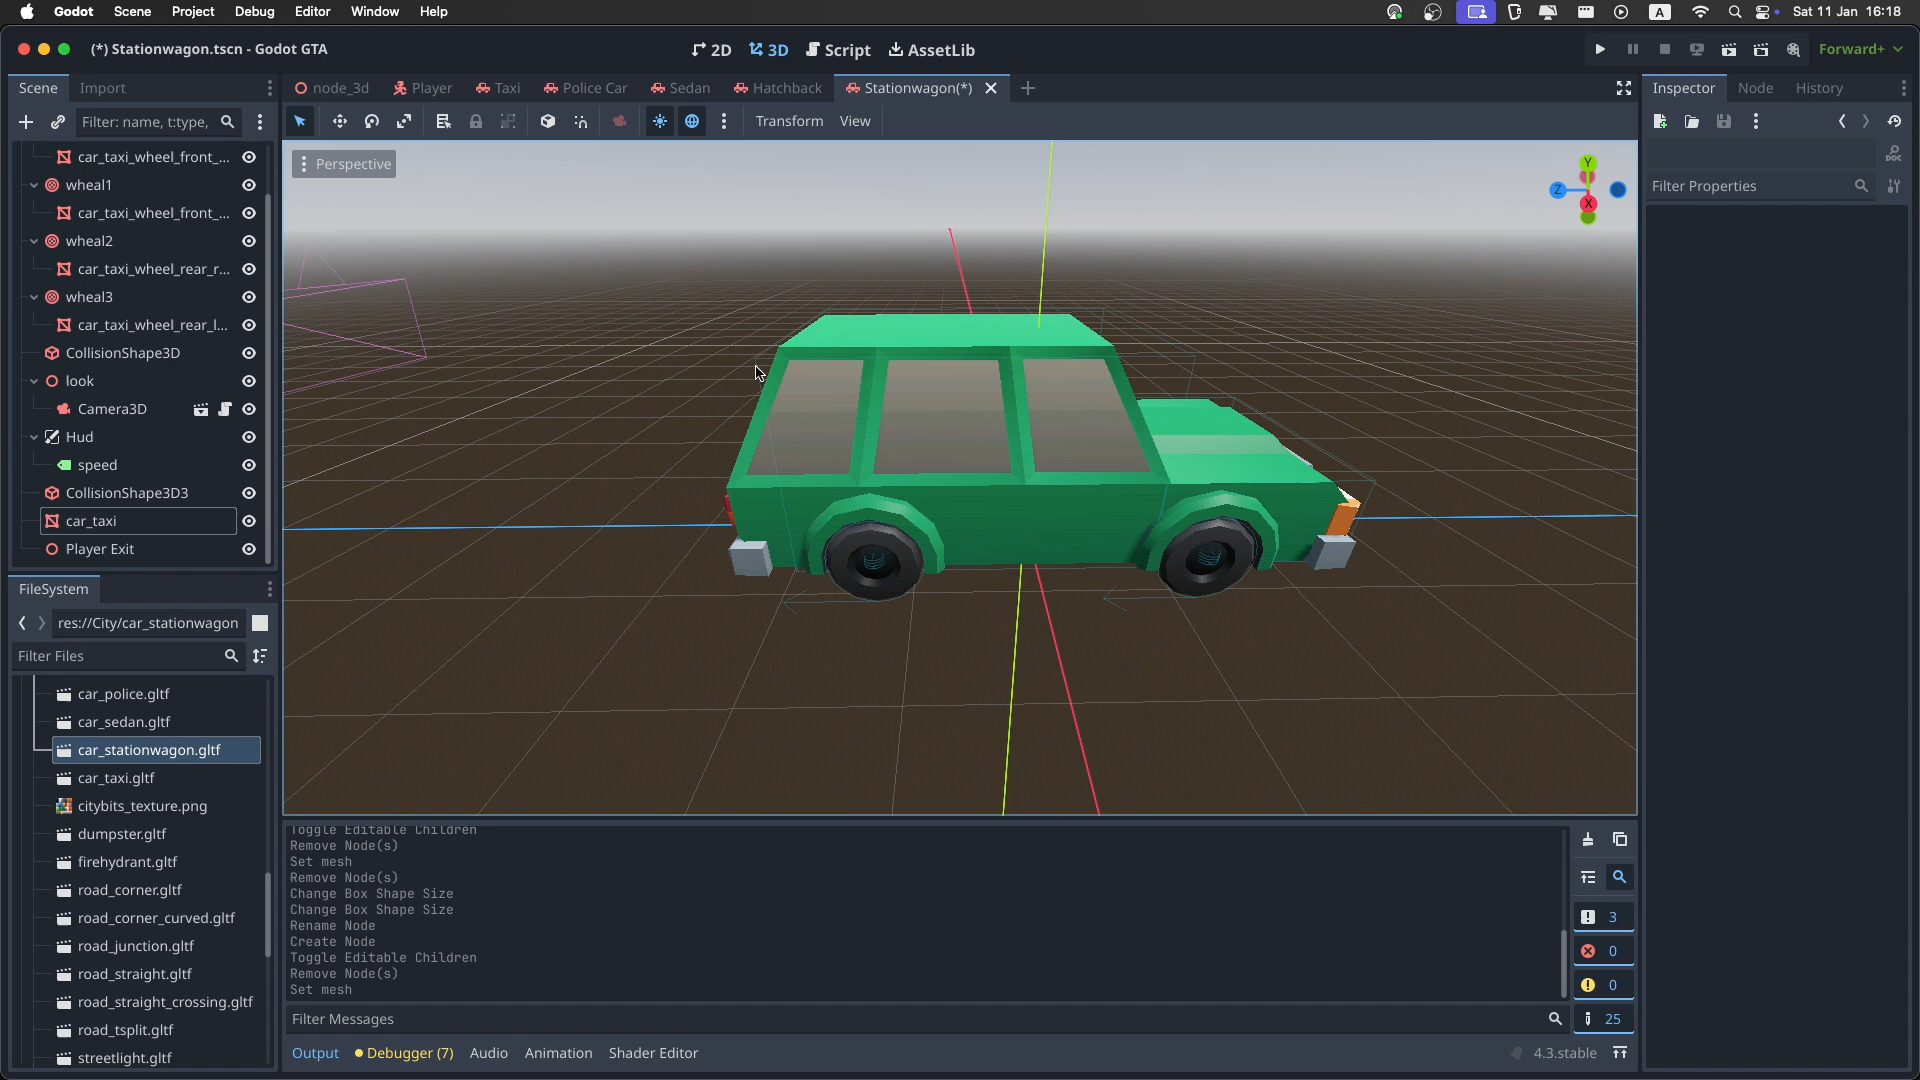 Godot Scene Project Debug Editor Window Help
A Sat 11 Jan 16:18
(*) Stationwagon.tscn - Godot GTA
2D 3D Script AssetLib
Forward+
Scene Import
node_3d Player Taxi Police Car Sedan Hatchback Stationwagon(*)
Inspector Node History
Filter: name, t:type,
Transform View
car_taxi_wheel_front_...
Perspective
Y
Z
X
Filter Properties
wheal1
car_taxi_wheel_front_...
wheal2
car_taxi_wheel_rear_r...
wheal3
car_taxi_wheel_rear_l...
CollisionShape3D
look
Camera3D
Hud
speed
CollisionShape3D3
car_taxi
Player Exit
FileSystem
res://City/car_stationwagon
Filter Files
car_police.gltf
car_sedan.gltf
car_stationwagon.gltf
car_taxi.gltf
citybits_texture.png
dumpster.gltf
firehydrant.gltf
road_corner.gltf
road_corner_curved.gltf
road_junction.gltf
road_straight.gltf
road_straight_crossing.gltf
road_tsplit.gltf
streetlight.gltf
Toggle Editable Children
Remove Node(s)
Set mesh
Remove Node(s)
Change Box Shape Size
Change Box Shape Size
Rename Node
Create Node
Toggle Editable Children
Remove Node(s)
Set mesh
3
0
0
25
Filter Messages
Output Debugger (7) Audio Animation Shader Editor
4.3.stable